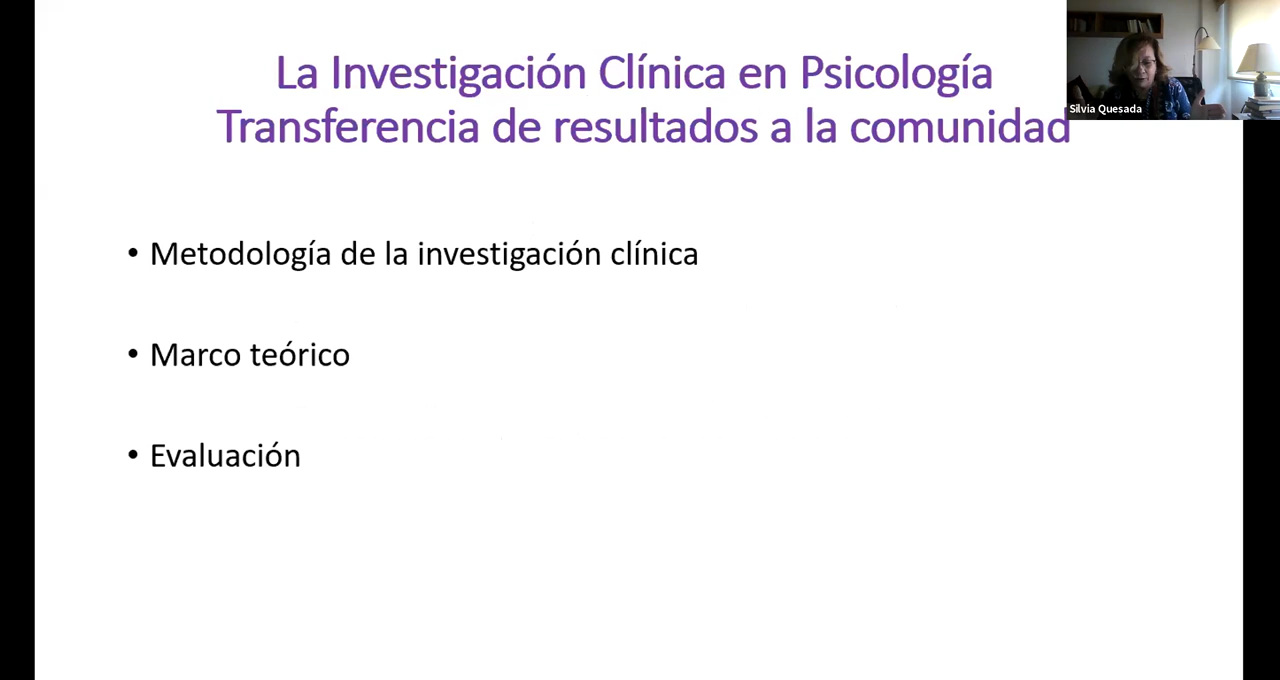 La Investigación Clínica en Psicología
Transferencia de resultados a la comunidad
Silvia Quesada
• Metodología de la investigación clínica
• Marco teórico
• Evaluación